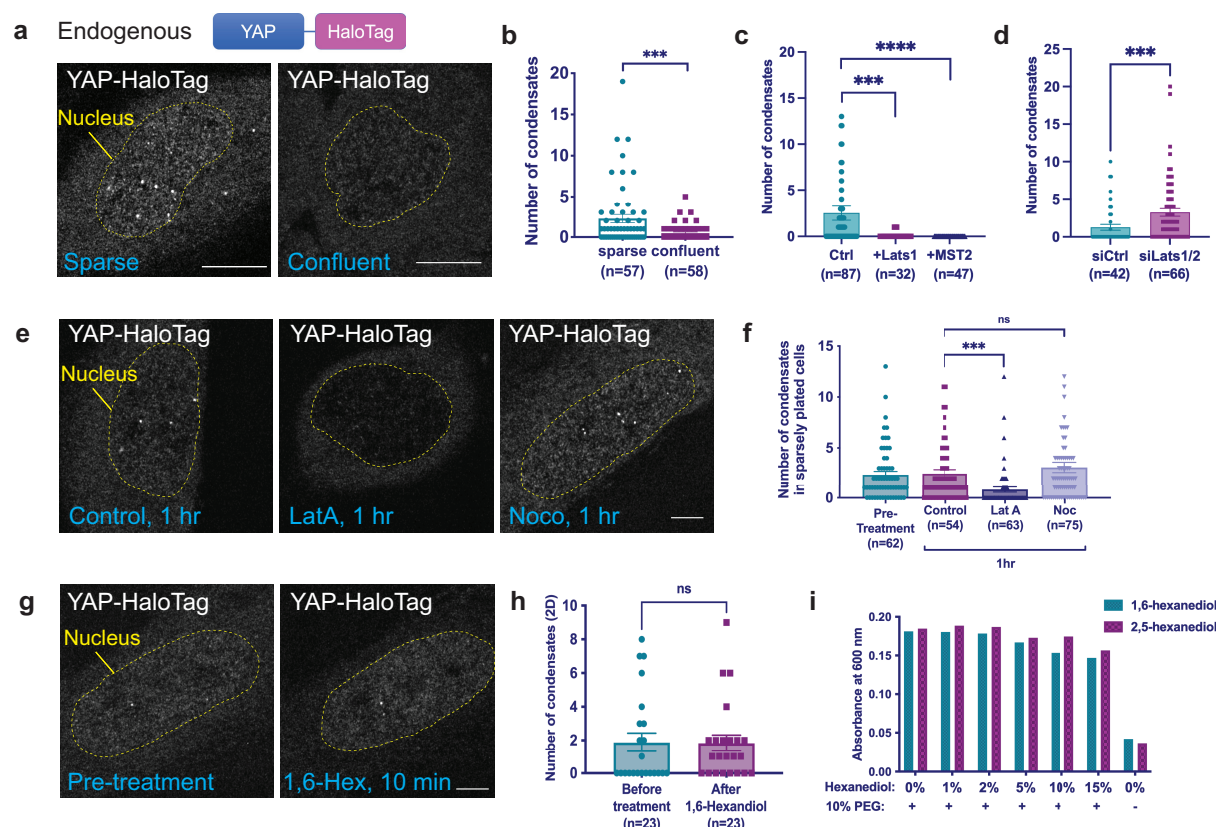 a Endogenous YAP HaloTag
YAP-HaloTag
Nucleus
Sparse
YAP-HaloTag
Confluent
b
Number of condensates
20
15
10
5
0
***
sparse confluent
(n=57) (n=58)
c
Number of condensates
20
15
10
5
0
****
***
Ctrl +Lats1 +MST2
(n=87) (n=32) (n=47)
d
Number of condensates
25
20
15
10
5
0
***
siCtrl siLats1/2
(n=42) (n=66)
e
YAP-HaloTag
Nucleus
Control, 1 hr
YAP-HaloTag
LatA, 1 hr
YAP-HaloTag
Noco, 1 hr
f
Number of condensates
in sparsely plated cells
15
10
5
0
ns
***
Pre-
Treatment
(n=62)
Control
(n=54)
Lat A
(n=63)
Noc
(n=75)
1hr
g
YAP-HaloTag
Nucleus
Pre-treatment
YAP-HaloTag
1,6-Hex, 10 min
h
Number of condensates (2D)
10
8
6
4
2
0
ns
Before
treatment
(n=23)
After
1,6-Hexandiol
(n=23)
i
1,6-hexanediol
2,5-hexanediol
Absorbance at 600 nm
0.20
0.15
0.10
0.05
0.00
Hexanediol: 0% 1% 2% 5% 10% 15% 0%
10% PEG: + + + + + + -